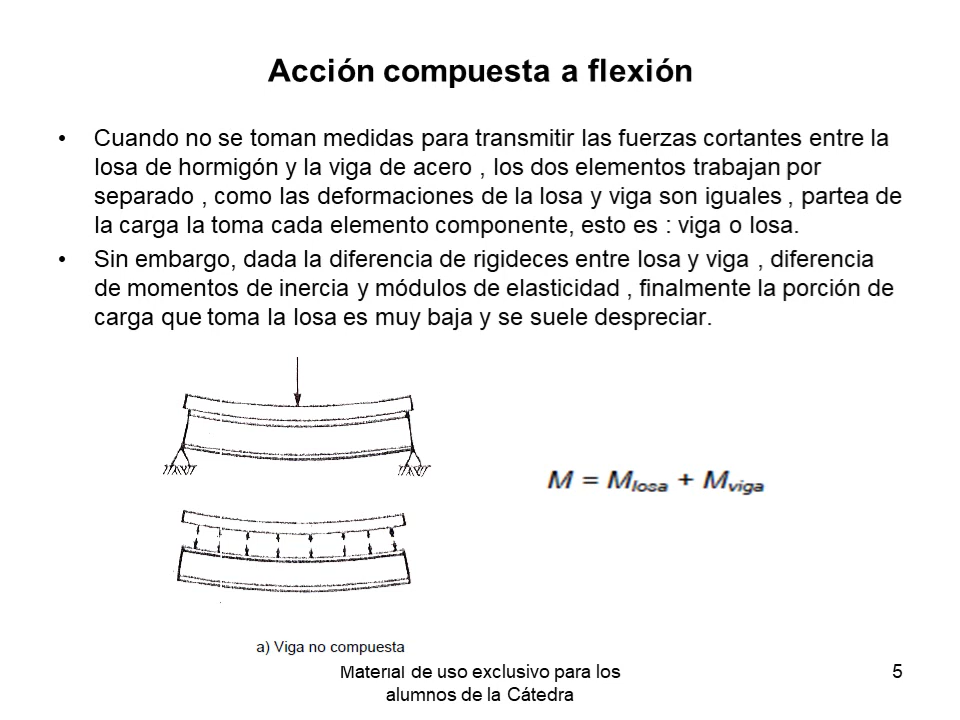 Acción compuesta a flexión
• Cuando no se toman medidas para transmitir las fuerzas cortantes entre la
losa de hormigón y la viga de acero , los dos elementos trabajan por
separado , como las deformaciones de la losa y viga son iguales , partea de
la carga la toma cada elemento componente, esto es : viga o losa.
• Sin embargo, dada la diferencia de rigideces entre losa y viga , diferencia
de momentos de inercia y módulos de elasticidad , finalmente la porción de
carga que toma la losa es muy baja y se suele despreciar.
M = Mlosa + Mviga
a) Viga no compuesta
Material de uso exclusivo para los
alumnos de la Cátedra
5